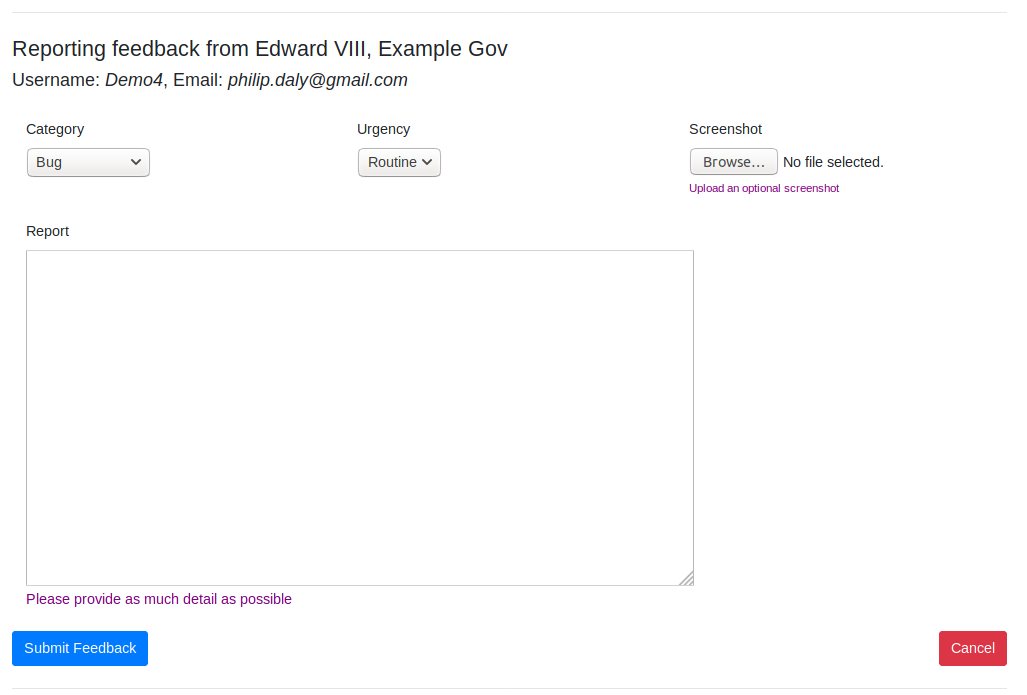 Reporting feedback from Edward VIII, Example Gov
Username: Demo4, Email: philip.daly@gmail.com
Category
Urgency
Screenshot
Bug
Routine
Browse...
No file selected.
Upload an optional screenshot
Report
Please provide as much detail as possible
Submit Feedback
Cancel